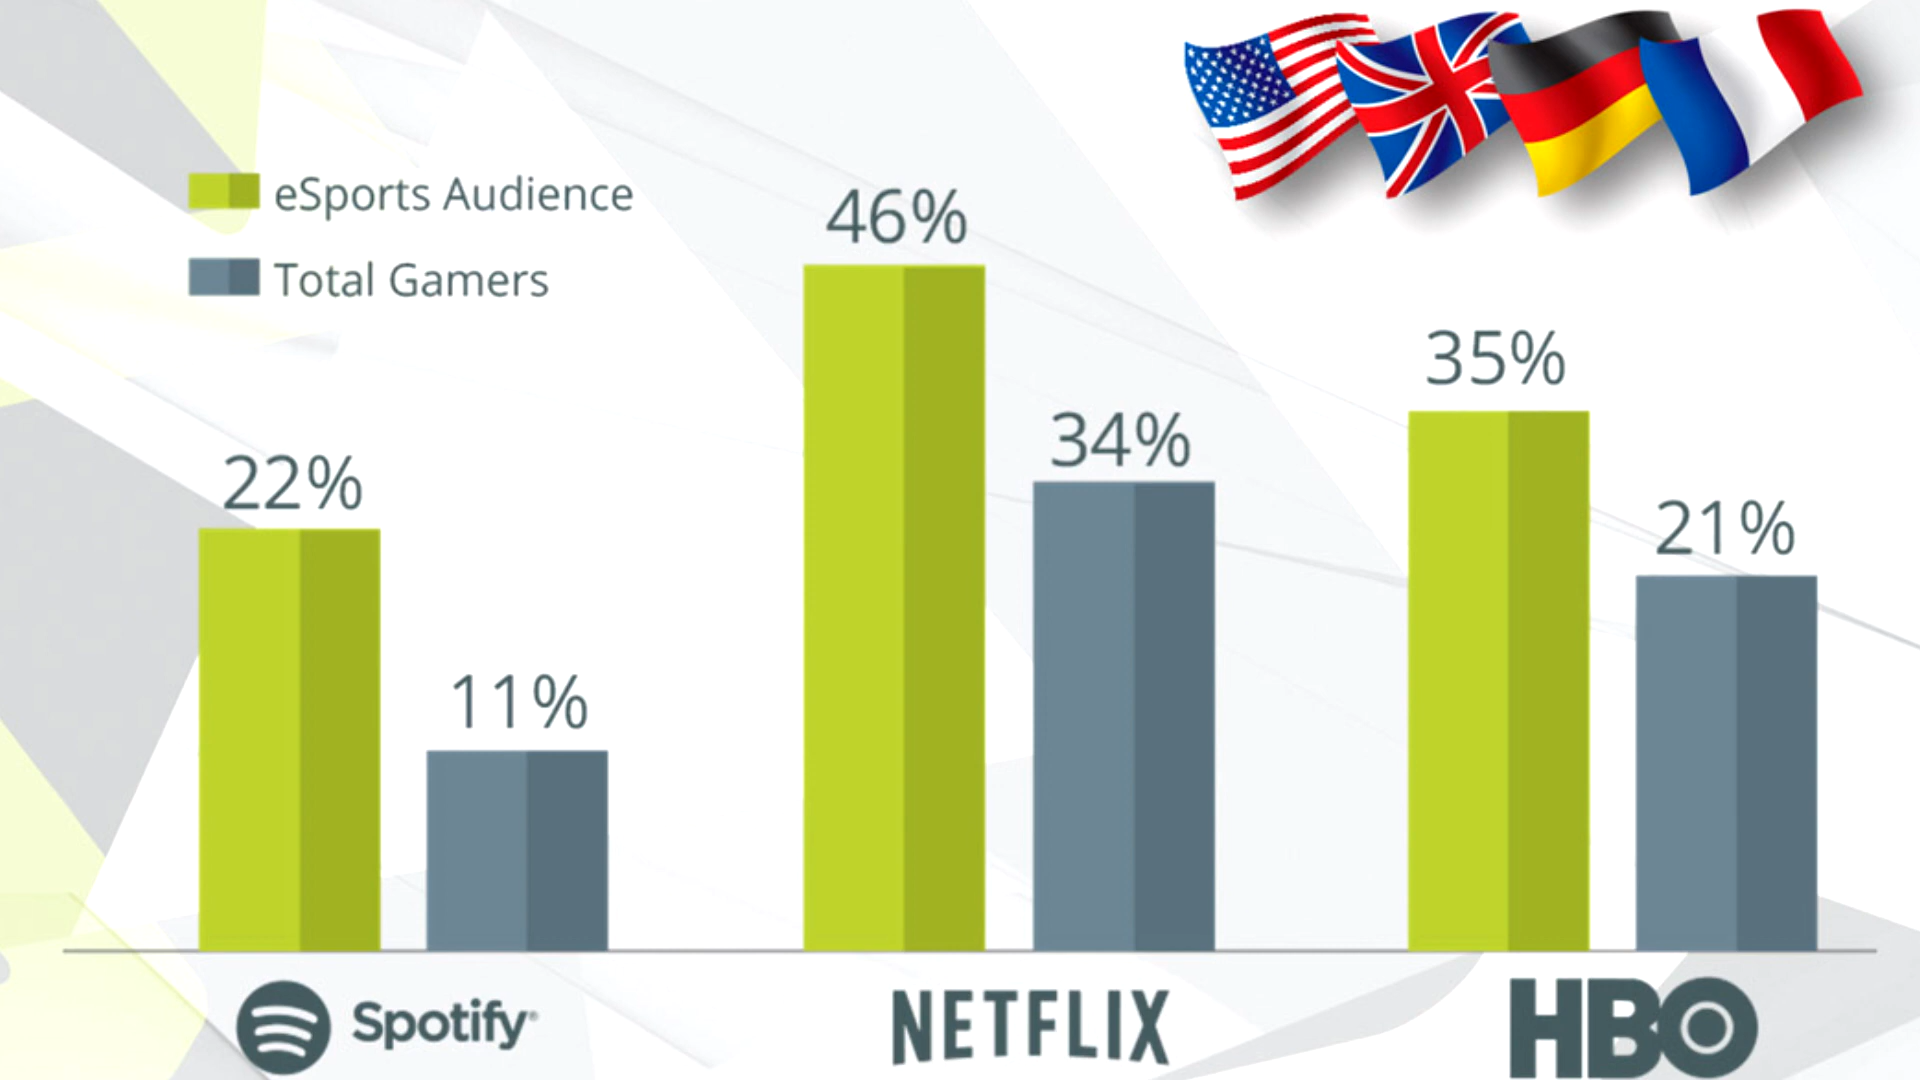 eSports Audience
Total Gamers
46%
35%
34%
22%
21%
11%
Spotify®
NETFLIX
HBO